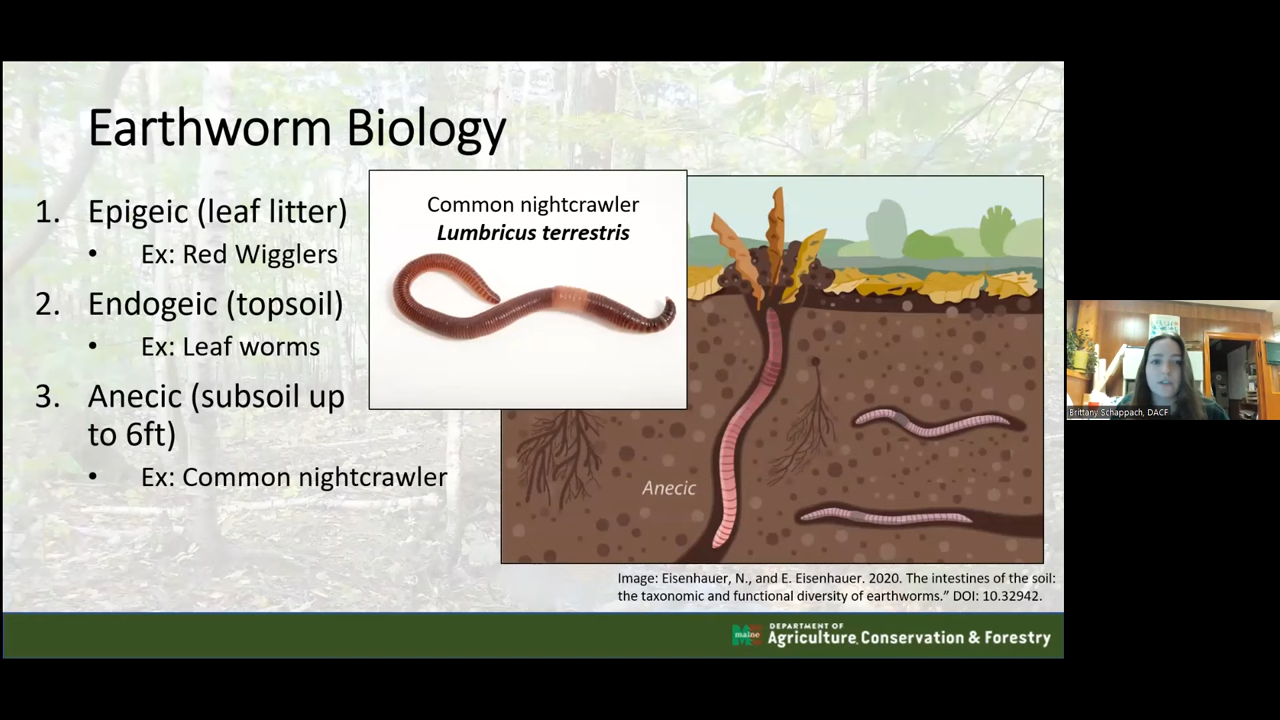 Earthworm Biology
1. Epigeic (leaf litter)
• Ex: Red Wigglers
2. Endogeic (topsoil)
• Ex: Leaf worms
3. Anecic (subsoil up
to 6ft)
• Ex: Common nightcrawler
Common nightcrawler
Lumbricus terrestris
Anecic
Image: Eisenhauer, N., and E. Eisenhauer. 2020. The intestines of the soil:
the taxonomic and functional diversity of earthworms.” DOI: 10.32942.
maine
DEPARTMENT OF
Agriculture, Conservation & Forestry
Brittany Schappach, DACF